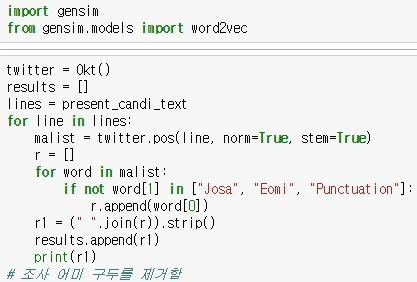 import gensim
from gensim.models import word2vec
twitter = Okt()
results = []
lines = present_candi_text
for line in lines:
    malist = twitter.pos(line, norm=True, stem=True)
    r = []
    for word in malist:
        if not word[1] in ["Josa", "Eomi", "Punctuation"]:
            r.append(word[0])
    r1 = (" ".join(r)).strip()
    results.append(r1)
    print(r1)
# 조사 어미 구두를 제거함